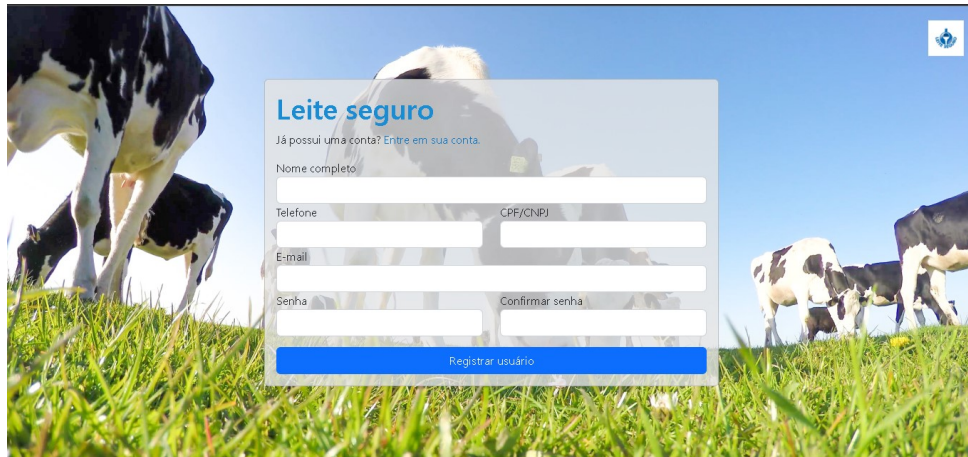 Leite seguro
Já possui uma conta? Entre em sua conta.
Nome completo
Telefone
CPF/CNPJ
E-mail
Senha
Confirmar senha
Registrar usuário